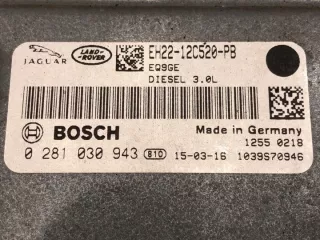 JAGUAR
LAND-ROVER
EH22-12C520-PB
EQ9GE
DIESEL 3.0L
BOSCH
Made in Germany
1255 0218
0 281 030 943 B10 15-03-16 1039S70946